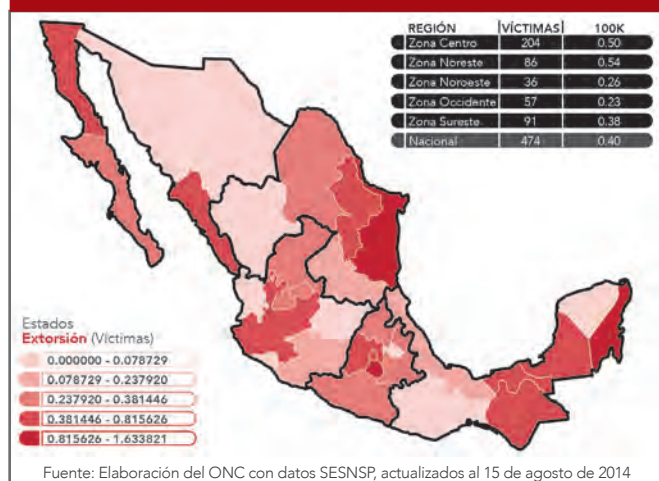 REGIÓN VÍCTIMAS 100K
Zona Centro 204 0.50
Zona Noreste 86 0.54
Zona Noroeste 36 0.26
Zona Occidente 57 0.23
Zona Sureste 91 0.38
Nacional 474 0.40
Estados
Extorsión (Víctimas)
0.000000 - 0.078729
0.078729 - 0.237920
0.237920 - 0.381446
0.381446 - 0.815626
0.815626 - 1.633821
Fuente: Elaboración del ONC con datos SESNSP, actualizados al 15 de agosto de 2014